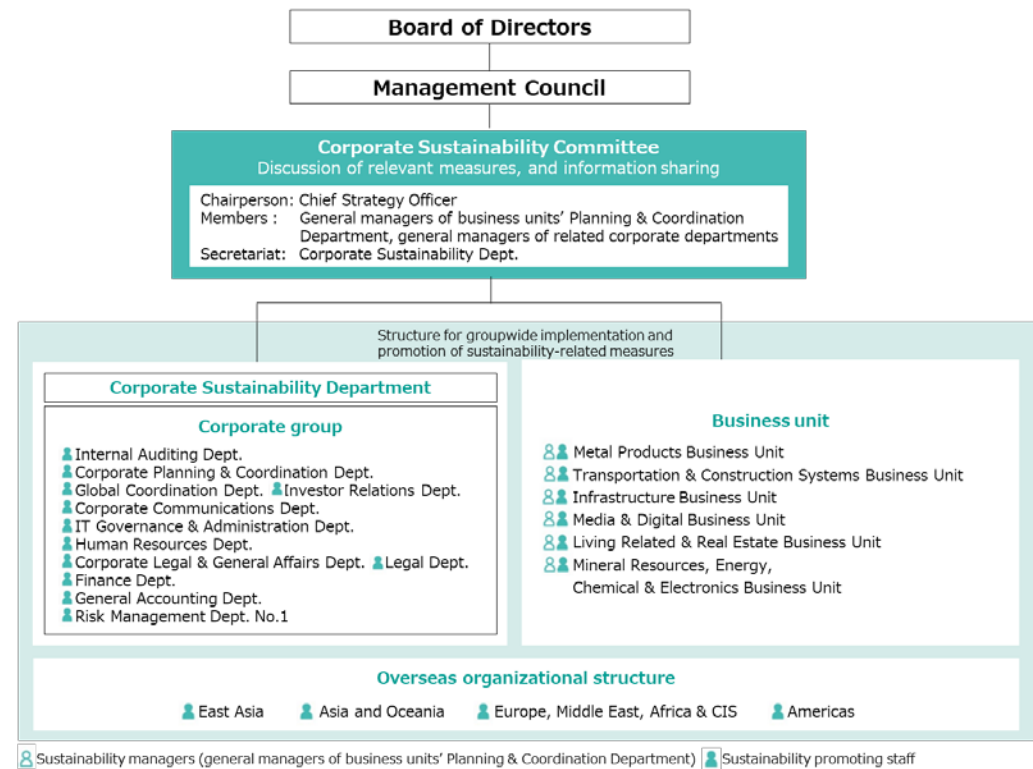 Board of Directors
Management Council
Corporate Sustainability Committee
Discussion of relevant measures, and information sharing
Chairperson: Chief Strategy Officer
Members : General managers of business units' Planning & Coordination
Department, general managers of related corporate departments
Secretariat: Corporate Sustainability Dept.
Structure for groupwide implementation and
promotion of sustainability-related measures
Corporate Sustainability Department
Corporate group
Internal Auditing Dept.
Corporate Planning & Coordination Dept.
Global Coordination Dept. Investor Relations Dept.
Corporate Communications Dept.
IT Governance & Administration Dept.
Human Resources Dept.
Corporate Legal & General Affairs Dept. Legal Dept.
Finance Dept.
General Accounting Dept.
Risk Management Dept. No.1
Business unit
Metal Products Business Unit
Transportation & Construction Systems Business Unit
Infrastructure Business Unit
Media & Digital Business Unit
Living Related & Real Estate Business Unit
Mineral Resources, Energy,
Chemical & Electronics Business Unit
Overseas organizational structure
East Asia Asia and Oceania Europe, Middle East, Africa & CIS Americas
Sustainability managers (general managers of business units' Planning & Coordination Department) Sustainability promoting staff